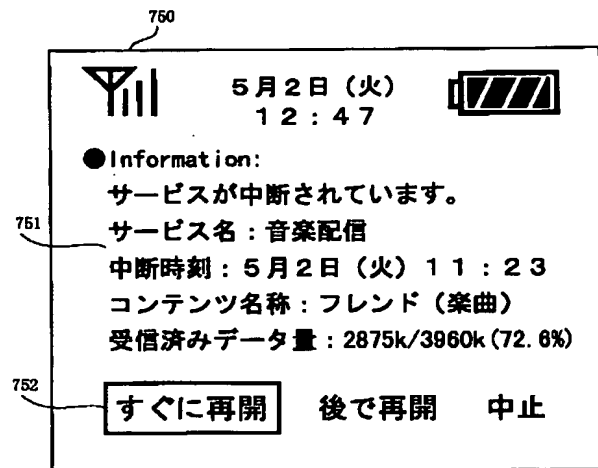 750
5月2日（火）
12：47
●Information:
サービスが中断されています。
751
サービス名：音楽配信
中断時刻：5月2日（火）11：23
コンテンツ名称：フレンド（楽曲）
受信済みデータ量：2875k/3960k(72.6%)
752
すぐに再開 後で再開 中止